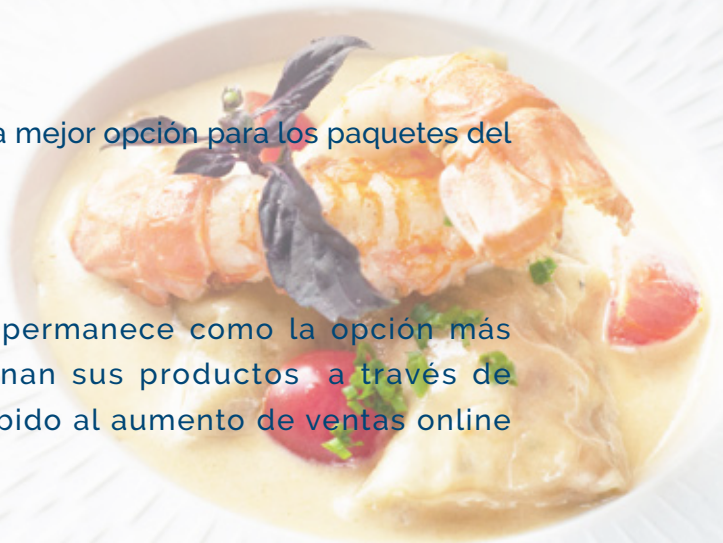 a mejor opción para los paquetes del
permanece como la opción más
nan sus productos a través de
bido al aumento de ventas online